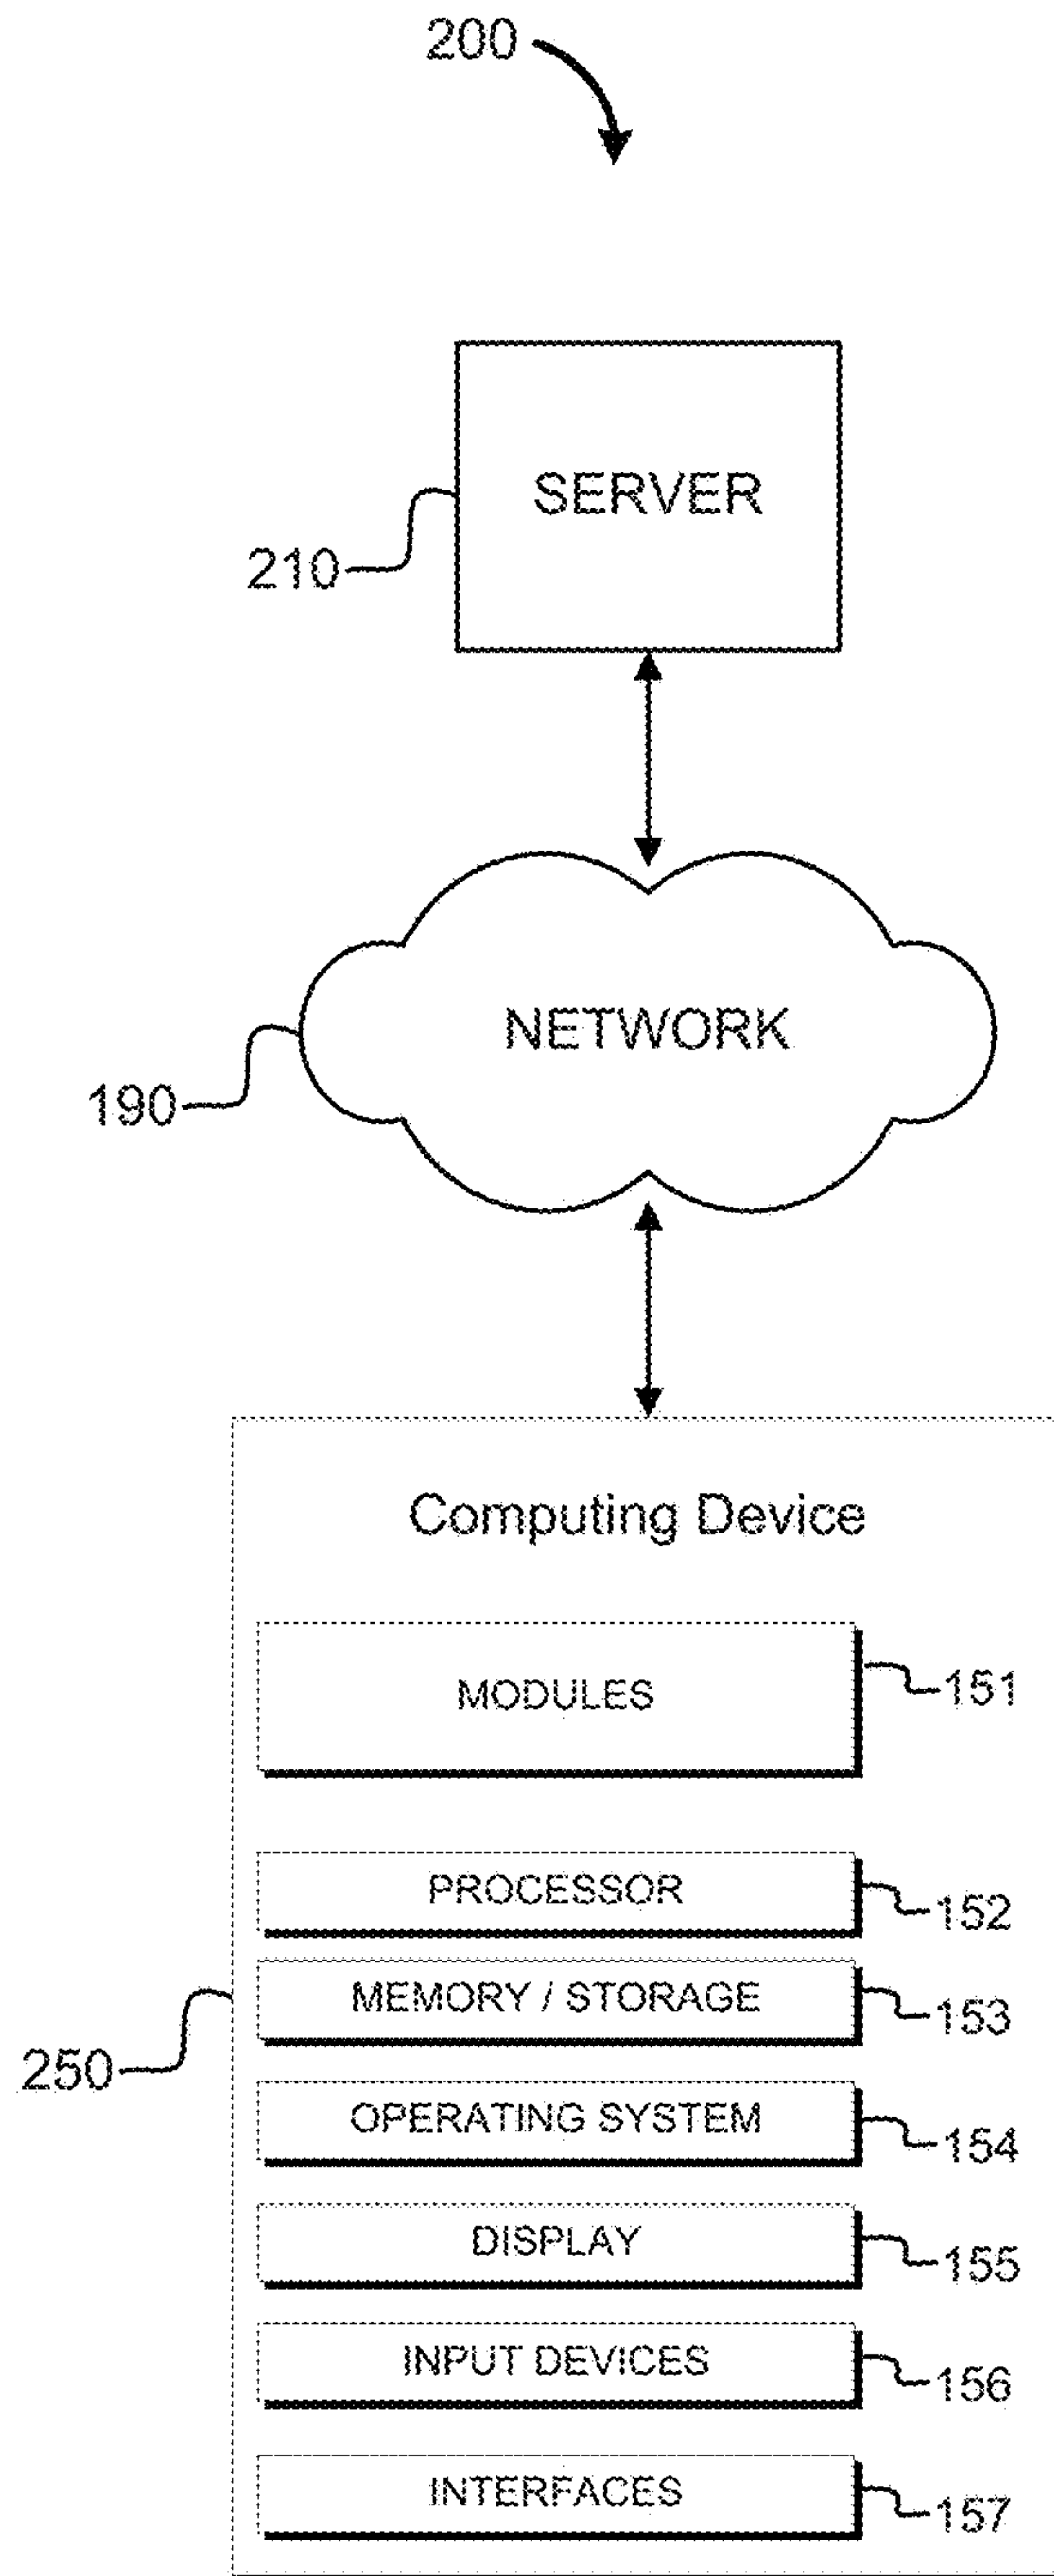 200
SERVER
210
NETWORK
190
Computing Device
MODULES
151
PROCESSOR
152
MEMORY / STORAGE
153
250
OPERATING SYSTEM
154
DISPLAY
155
INPUT DEVICES
156
INTERFACES
157